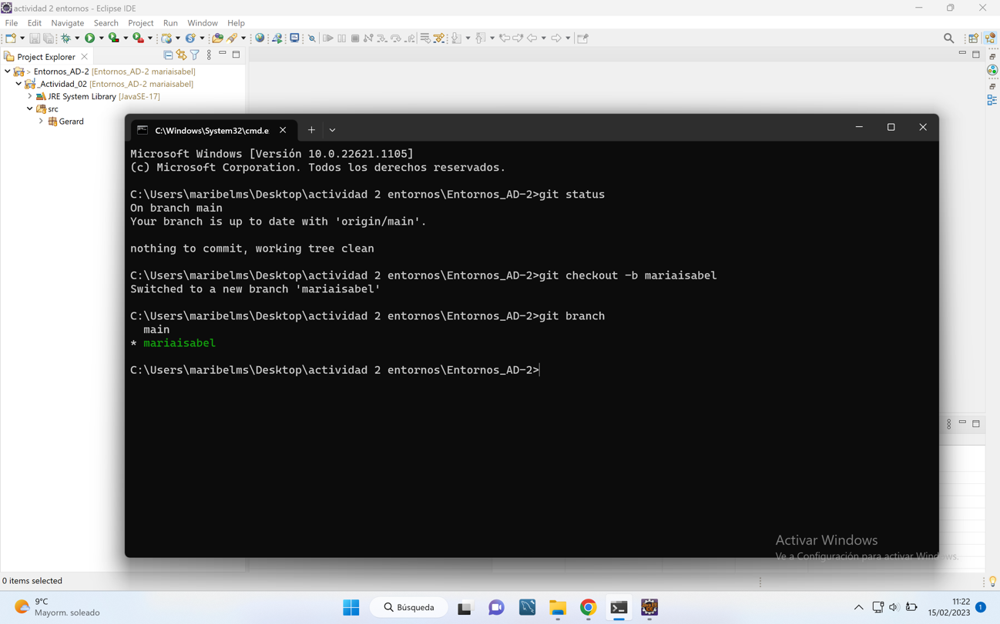 actividad 2 entornos - Eclipse IDE
File Edit Navigate Search Project Run Window Help
Project Explorer
> Entornos_AD-2 [Entornos_AD-2 mariaisabel]
_Actividad_02 [Entornos_AD-2 mariaisabel]
JRE System Library [JavaSE-17]
src
Gerard
C:\Windows\System32\cmd.e
Microsoft Windows [Versión 10.0.22621.1105]
(c) Microsoft Corporation. Todos los derechos reservados.
C:\Users\maribelms\Desktop\actividad 2 entornos\Entornos_AD-2>git status
On branch main
Your branch is up to date with 'origin/main'.
nothing to commit, working tree clean
C:\Users\maribelms\Desktop\actividad 2 entornos\Entornos_AD-2>git checkout -b mariaisabel
Switched to a new branch 'mariaisabel'
C:\Users\maribelms\Desktop\actividad 2 entornos\Entornos_AD-2>git branch
main
* mariaisabel
C:\Users\maribelms\Desktop\actividad 2 entornos\Entornos_AD-2>
Activar Windows
Ve a Configuración para activar Windows.
0 items selected
9°C
Mayorm. soleado
Búsqueda
11:22
15/02/2023
1